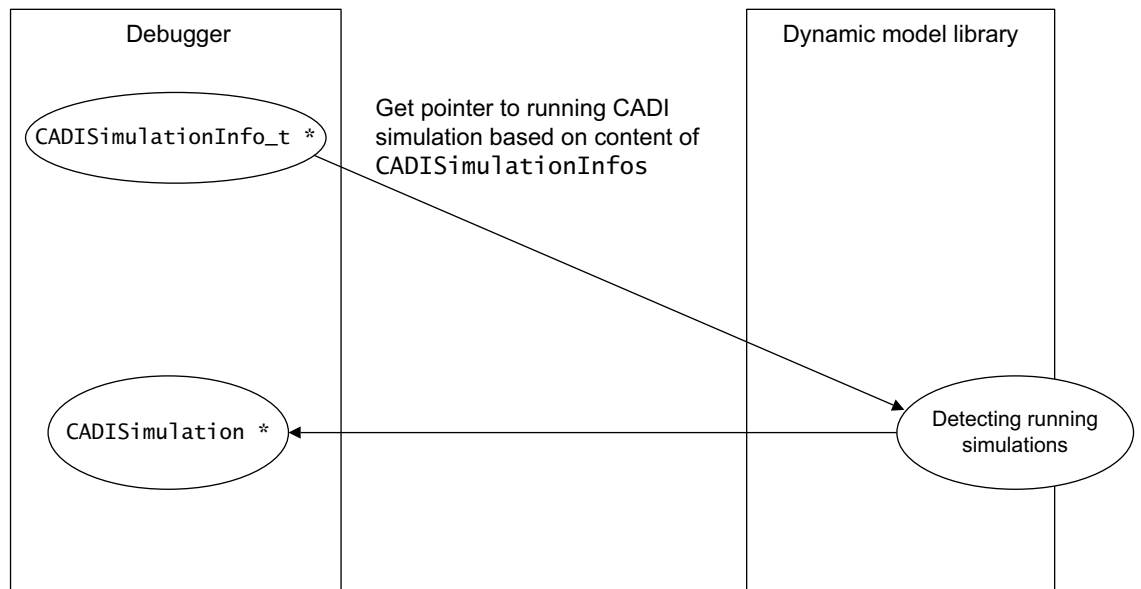 Debugger
Dynamic model library
CADISimulationInfo_t *
Get pointer to running CADI
simulation based on content of
CADISimulationInfos
CADISimulation *
Detecting running
simulations